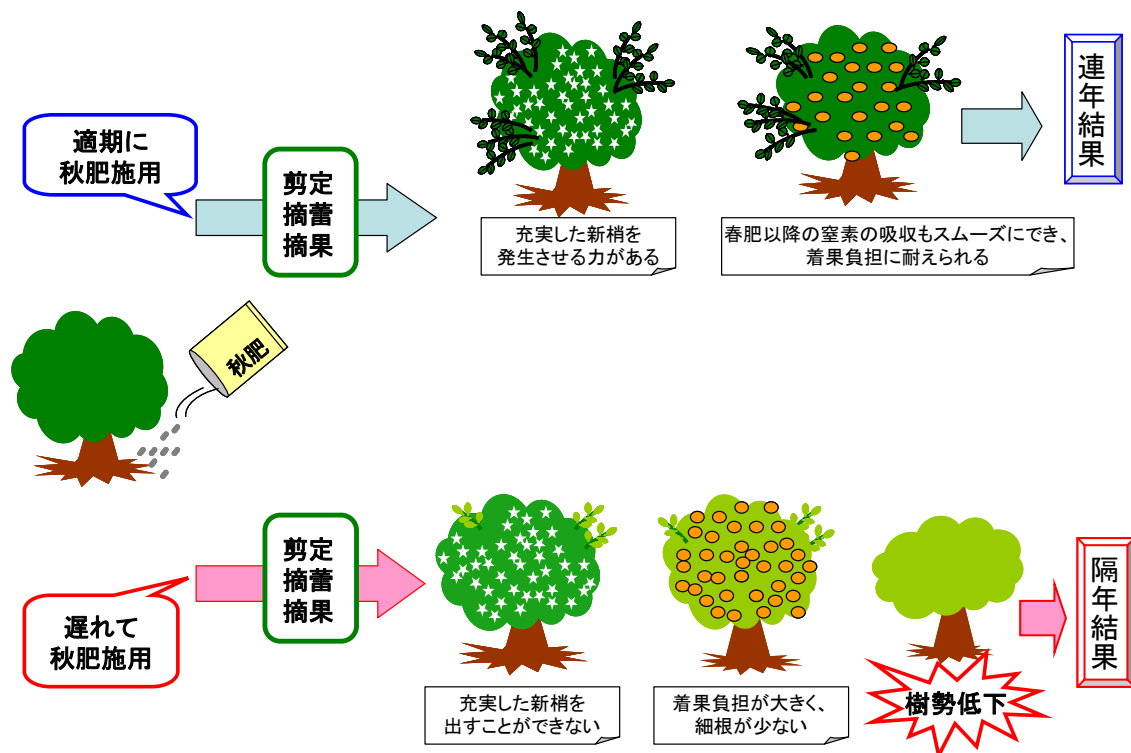 適期に
秋肥施用
剪定
摘蕾
摘果
充実した新梢を
発生させる力がある
春肥以降の窒素の吸収もスムーズにでき、
着果負担に耐えられる
連年結果
秋肥
遅れて
秋肥施用
剪定
摘蕾
摘果
充実した新梢を
出すことができない
着果負担が大きく、
細根が少ない
樹勢低下
隔年結果